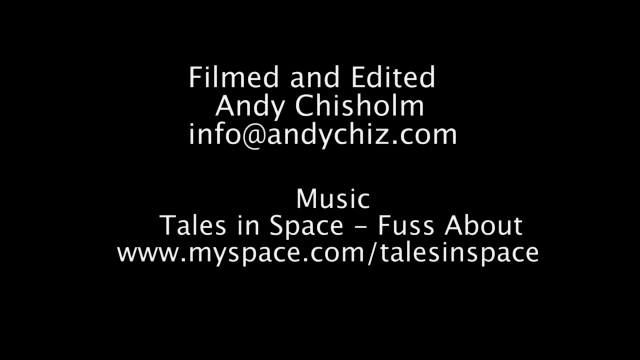 Filmed and Edited
Andy Chisholm
info@andychiz.com
Music
Tales in Space - Fuss About
www.myspace.com/talesinspace